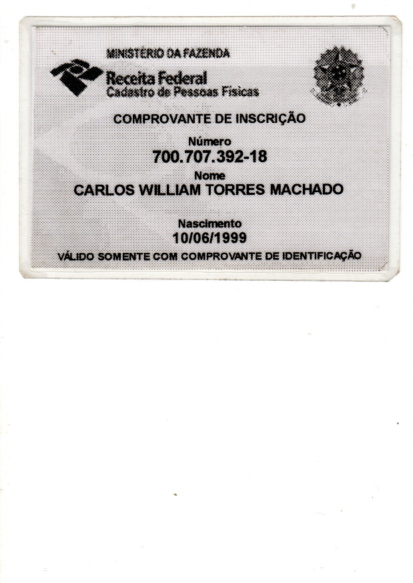 MINISTÉRIO DA FAZENDA
Receita Federal
Cadastro de Pessoas Físicas
COMPROVANTE DE INSCRIÇÃO
Número
700.707.392-18
Nome
CARLOS WILLIAM TORRES MACHADO
Nascimento
10/06/1999
VÁLIDO SOMENTE COM COMPROVANTE DE IDENTIFICAÇÃO